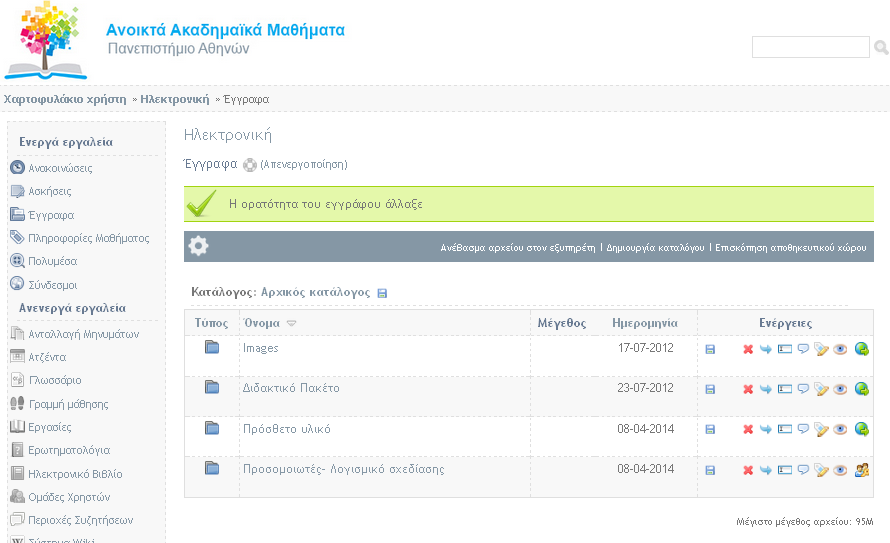 Ανοικτά Ακαδημαϊκά Μαθήματα
Πανεπιστήμιο Αθηνών
Χαρτοφυλάκιο χρήστη » Ηλεκτρονική » Έγγραφα
Ενεργά εργαλεία
Ανακοινώσεις
Ασκήσεις
Έγγραφα
Πληροφορίες Μαθήματος
Πολυμέσα
Σύνδεσμοι
Ανενεργά εργαλεία
Ανταλλαγή Μηνυμάτων
Ατζέντα
Γλωσσάριο
Γραμμή μάθησης
Εργασίες
Ερωτηματολόγια
Ηλεκτρονικό Βιβλίο
Ομάδες Χρηστών
Περιοχές Συζητήσεων
Σύστημα Wiki
Ηλεκτρονική
Έγγραφα (Απενεργοποίηση)
Η ορατότητα του εγγράφου άλλαξε
Ανέβασμα αρχείου στον εξυπηρέτη | Δημιουργία καταλόγου | Επισκόπηση αποθηκευτικού χώρου
Κατάλογος: Αρχικός κατάλογος
Τύπος Όνομα Μέγεθος Ημερομηνία Ενέργειες
Images 17-07-2012
Διδακτικό Πακέτο 23-07-2012
Πρόσθετο υλικό 08-04-2014
Προσομοιωτές- Λογισμικό σχεδίασης 08-04-2014
Μέγιστο μέγεθος αρχείου: 95M